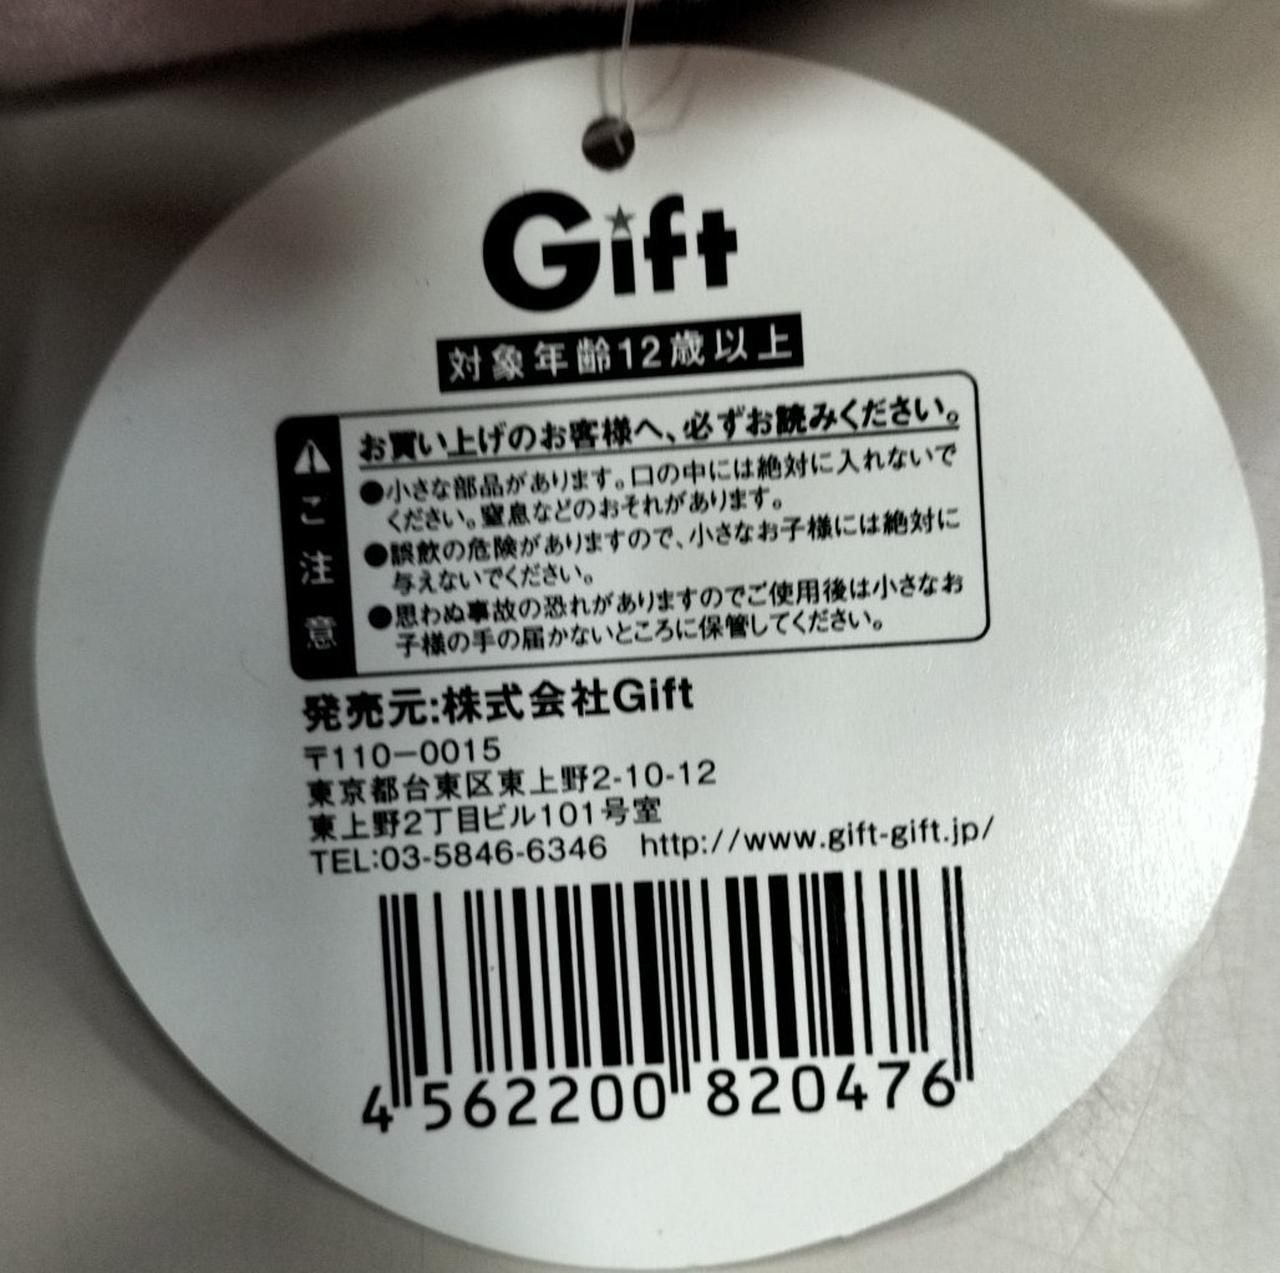 Gift
対象年齢12歳以上
ご注意
お買い上げのお客様へ、必ずお読みください。
●小さな部品があります。口の中には絶対に入れないで
ください。窒息などのおそれがあります。
●誤飲の危険がありますので、小さなお子様には絶対に
与えないでください。
●思わぬ事故の恐れがありますのでご使用後は小さなお
子様の手の届かないところに保管してください。
発売元:株式会社Gift
〒110-0015
東京都台東区東上野2-10-12
東上野2丁目ビル101号室
TEL:03-5846-6346 http://www.gift-gift.jp/
4 562200 820476